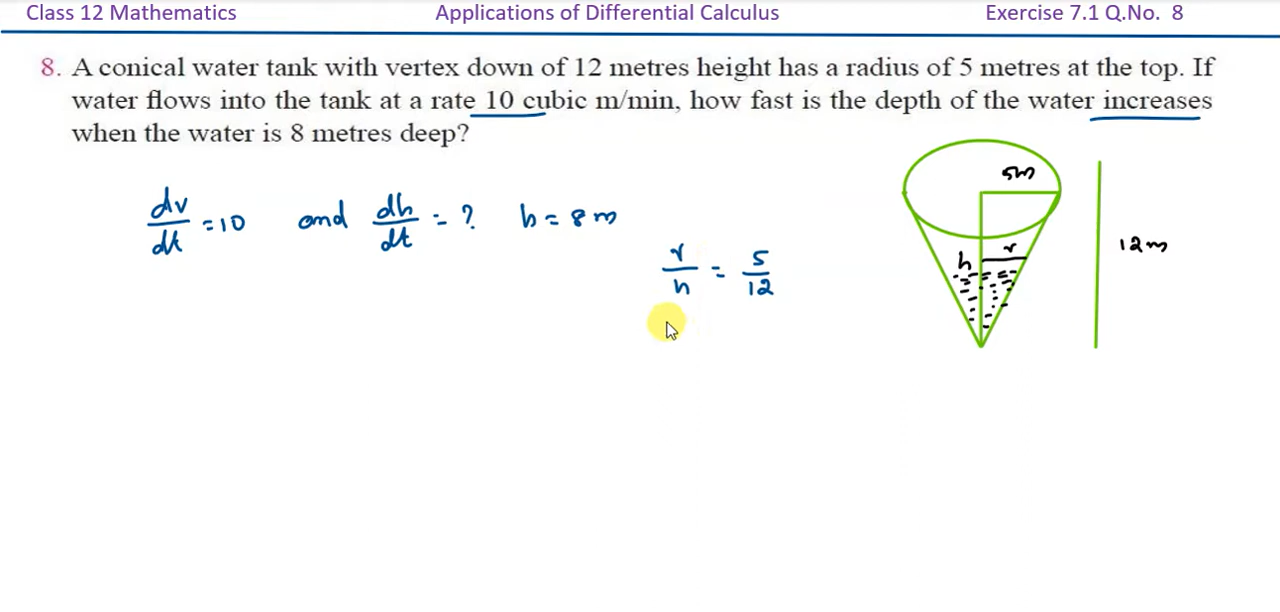 Class 12 Mathematics Applications of Differential Calculus Exercise 7.1 Q.No. 8
8. A conical water tank with vertex down of 12 metres height has a radius of 5 metres at the top. If
water flows into the tank at a rate 10 cubic m/min, how fast is the depth of the water increases
when the water is 8 metres deep?
5m
dv/dt = 10 and dh/dt = ? h = 8 m
12m
h r
r/h = 5/12